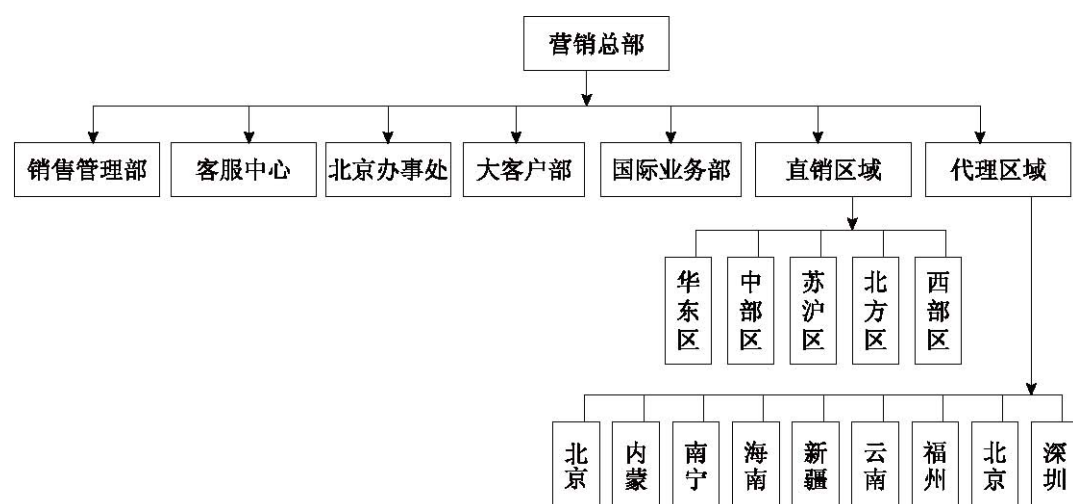 营销总部
销售管理部 客服中心 北京办事处 大客户部 国际业务部 直销区域 代理区域
华东区 中部区 苏沪区 北方区 西部区
北京 内蒙 南宁 海南 新疆 云南 福州 北京 深圳